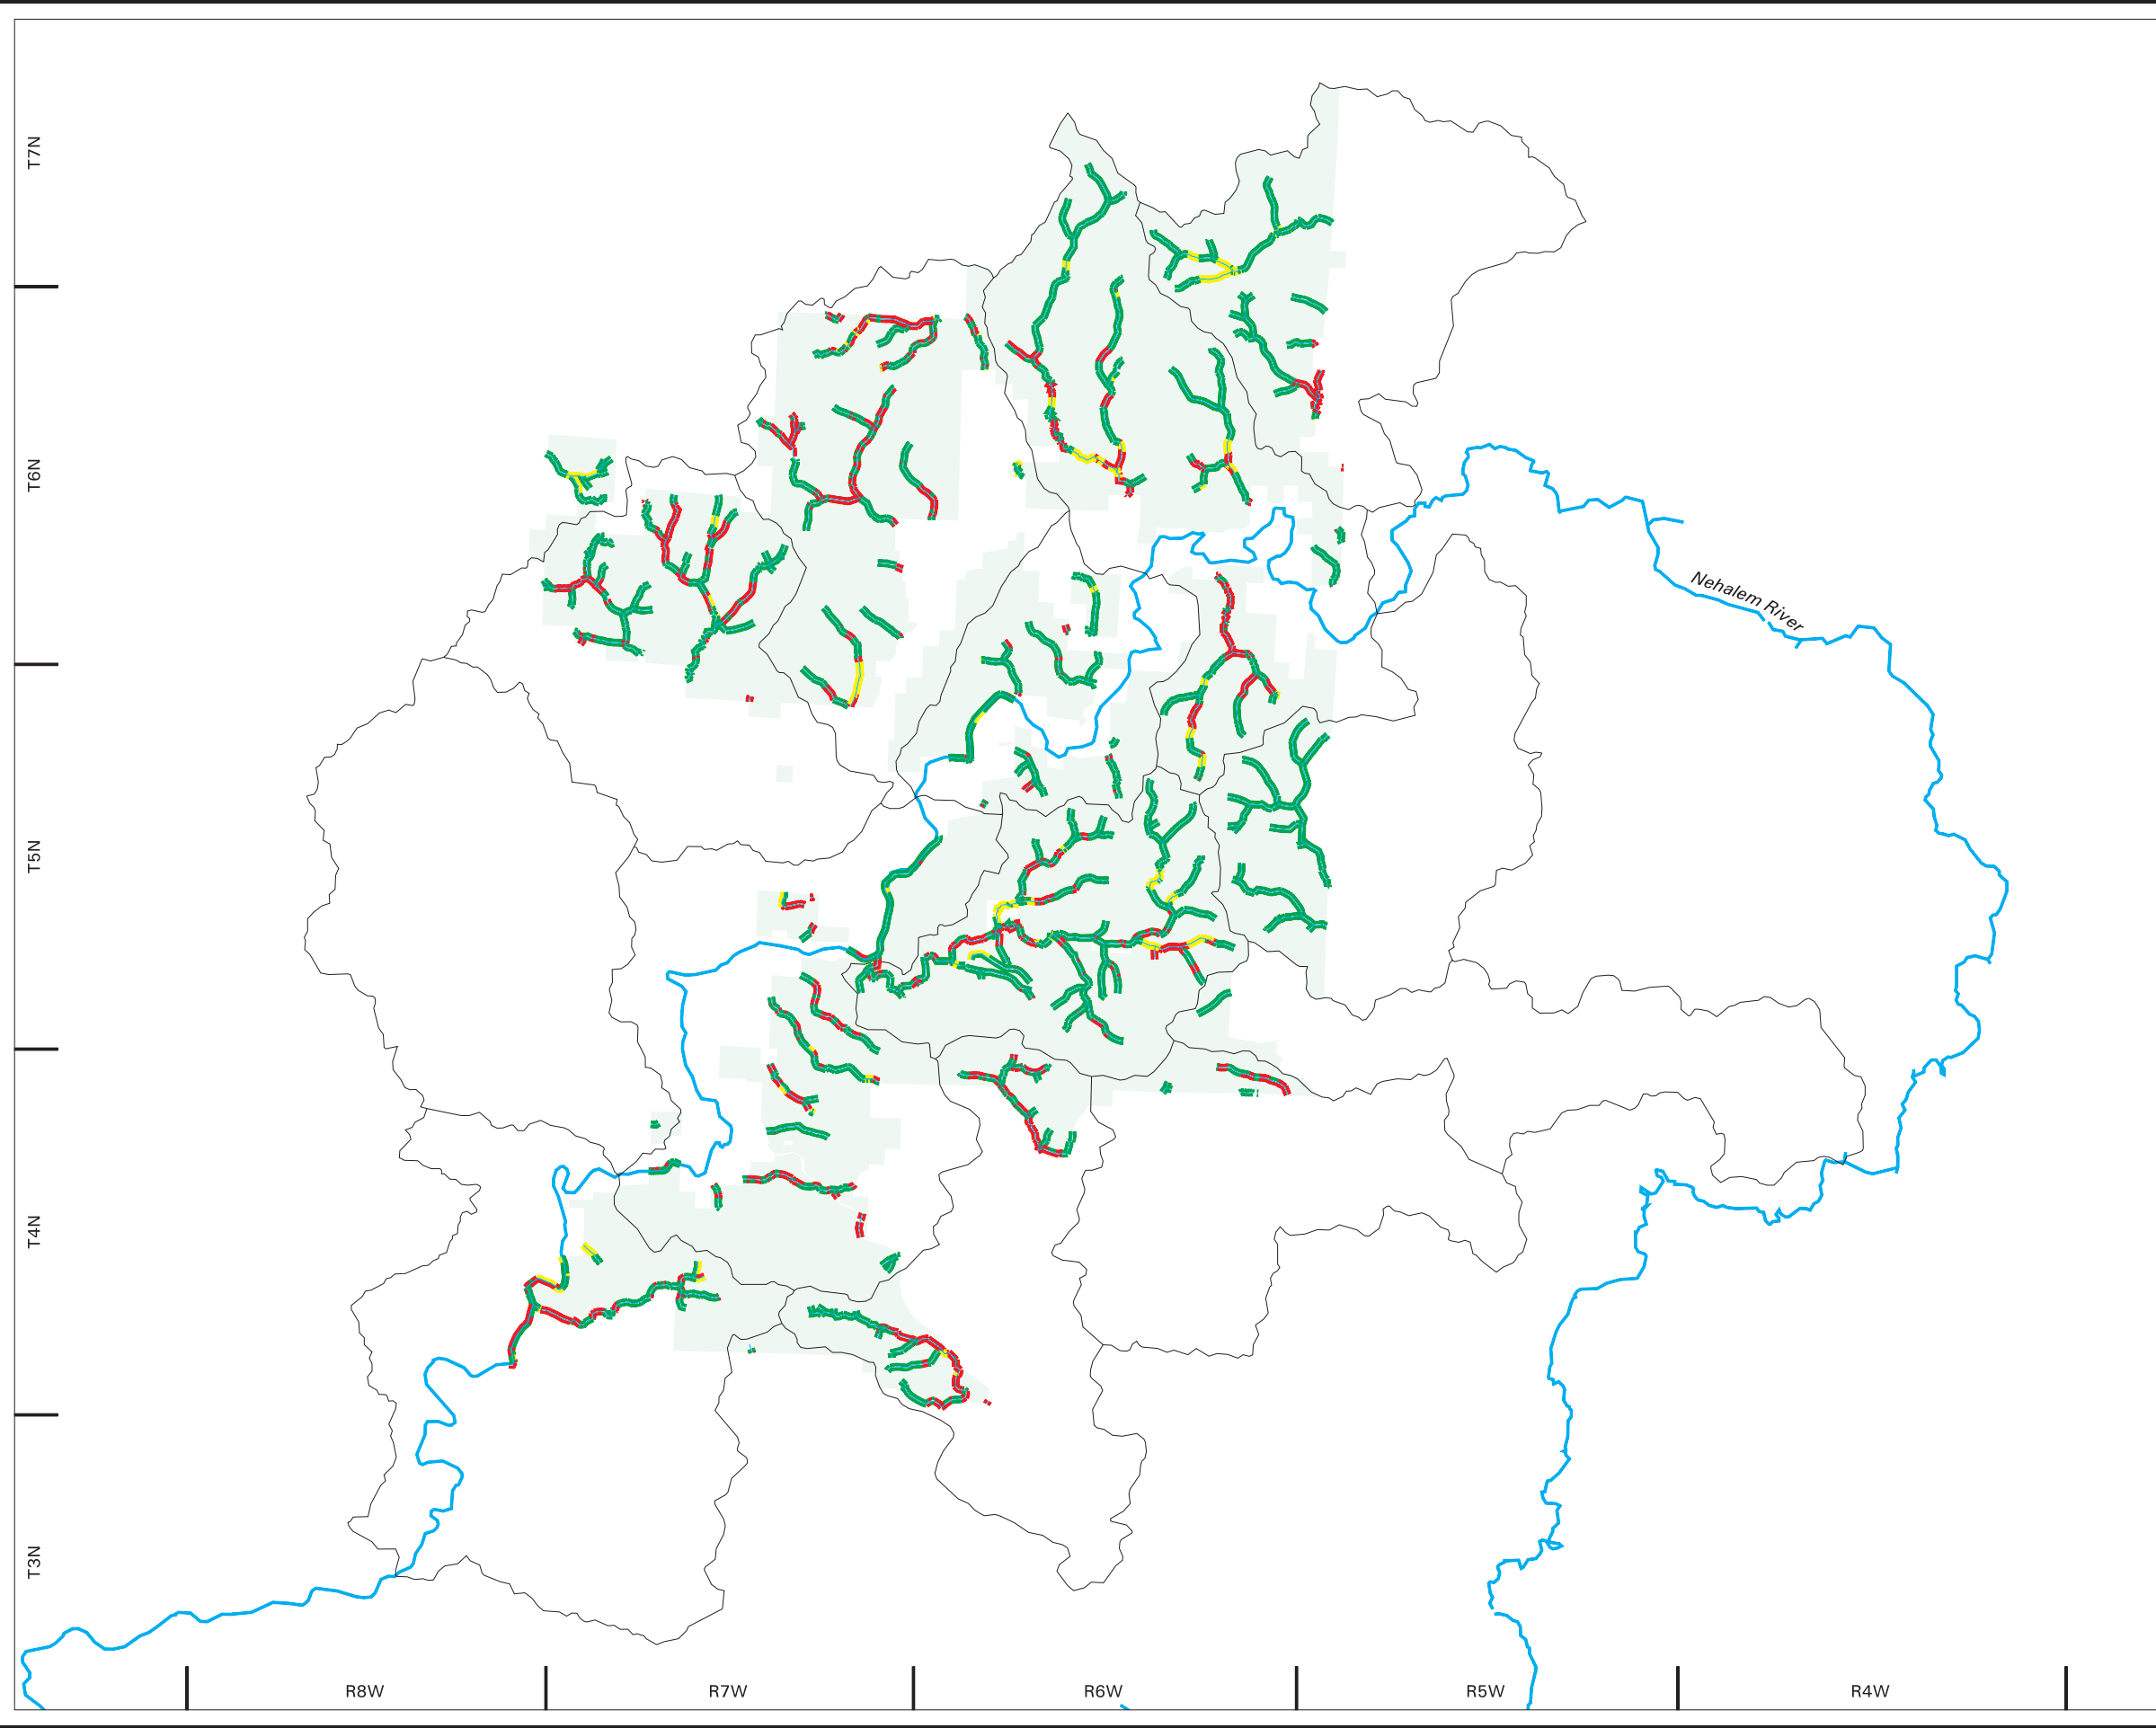 T7N
T6N
Nehalem River
T5N
T4N
T3N
R8W
R7W
R6W
R5W
R4W